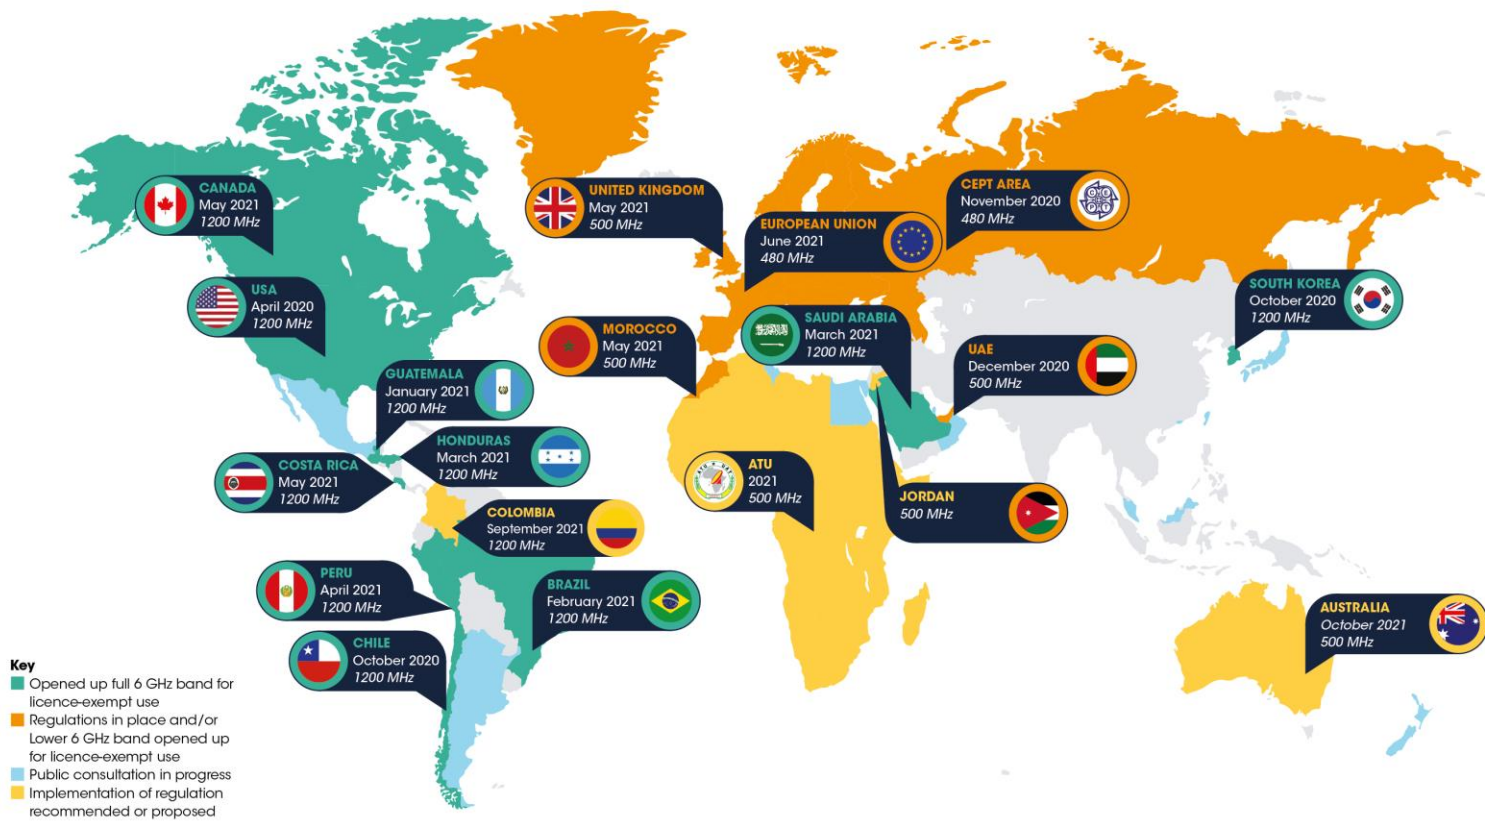 CANADA
May 2021
1200 MHz
USA
April 2020
1200 MHz
GUATEMALA
January 2021
1200 MHz
HONDURAS
March 2021
1200 MHz
COSTA RICA
May 2021
1200 MHz
COLOMBIA
September 2021
1200 MHz
PERU
April 2021
1200 MHz
BRAZIL
February 2021
1200 MHz
CHILE
October 2020
1200 MHz
UNITED KINGDOM
May 2021
500 MHz
EUROPEAN UNION
June 2021
480 MHz
CEPT AREA
November 2020
480 MHz
MOROCCO
May 2021
500 MHz
SAUDI ARABIA
March 2021
1200 MHz
UAE
December 2020
500 MHz
SOUTH KOREA
October 2020
1200 MHz
ATU
2021
500 MHz
JORDAN
500 MHz
AUSTRALIA
October 2021
500 MHz
Key
Opened up full 6 GHz band for
licence-exempt use
Regulations in place and/or
Lower 6 GHz band opened up
for licence-exempt use
Public consultation in progress
Implementation of regulation
recommended or proposed